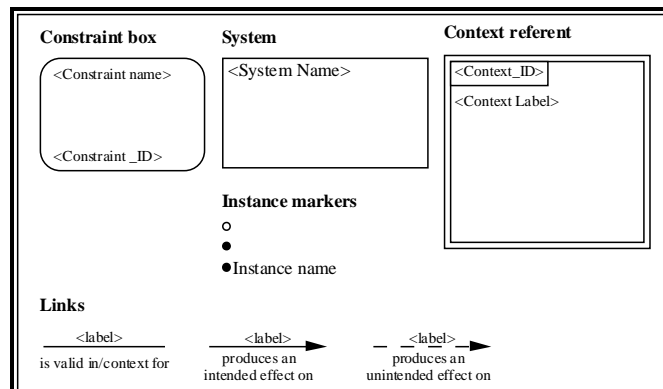 Constraint box
System
Context referent
<Constraint name>
<System Name>
<Context_ID>
<Context Label>
<Constraint _ID>
Instance markers
Instance name
Links
<label>
<label>
<label>
is valid in/context for
produces an
intended effect on
produces an
unintended effect on